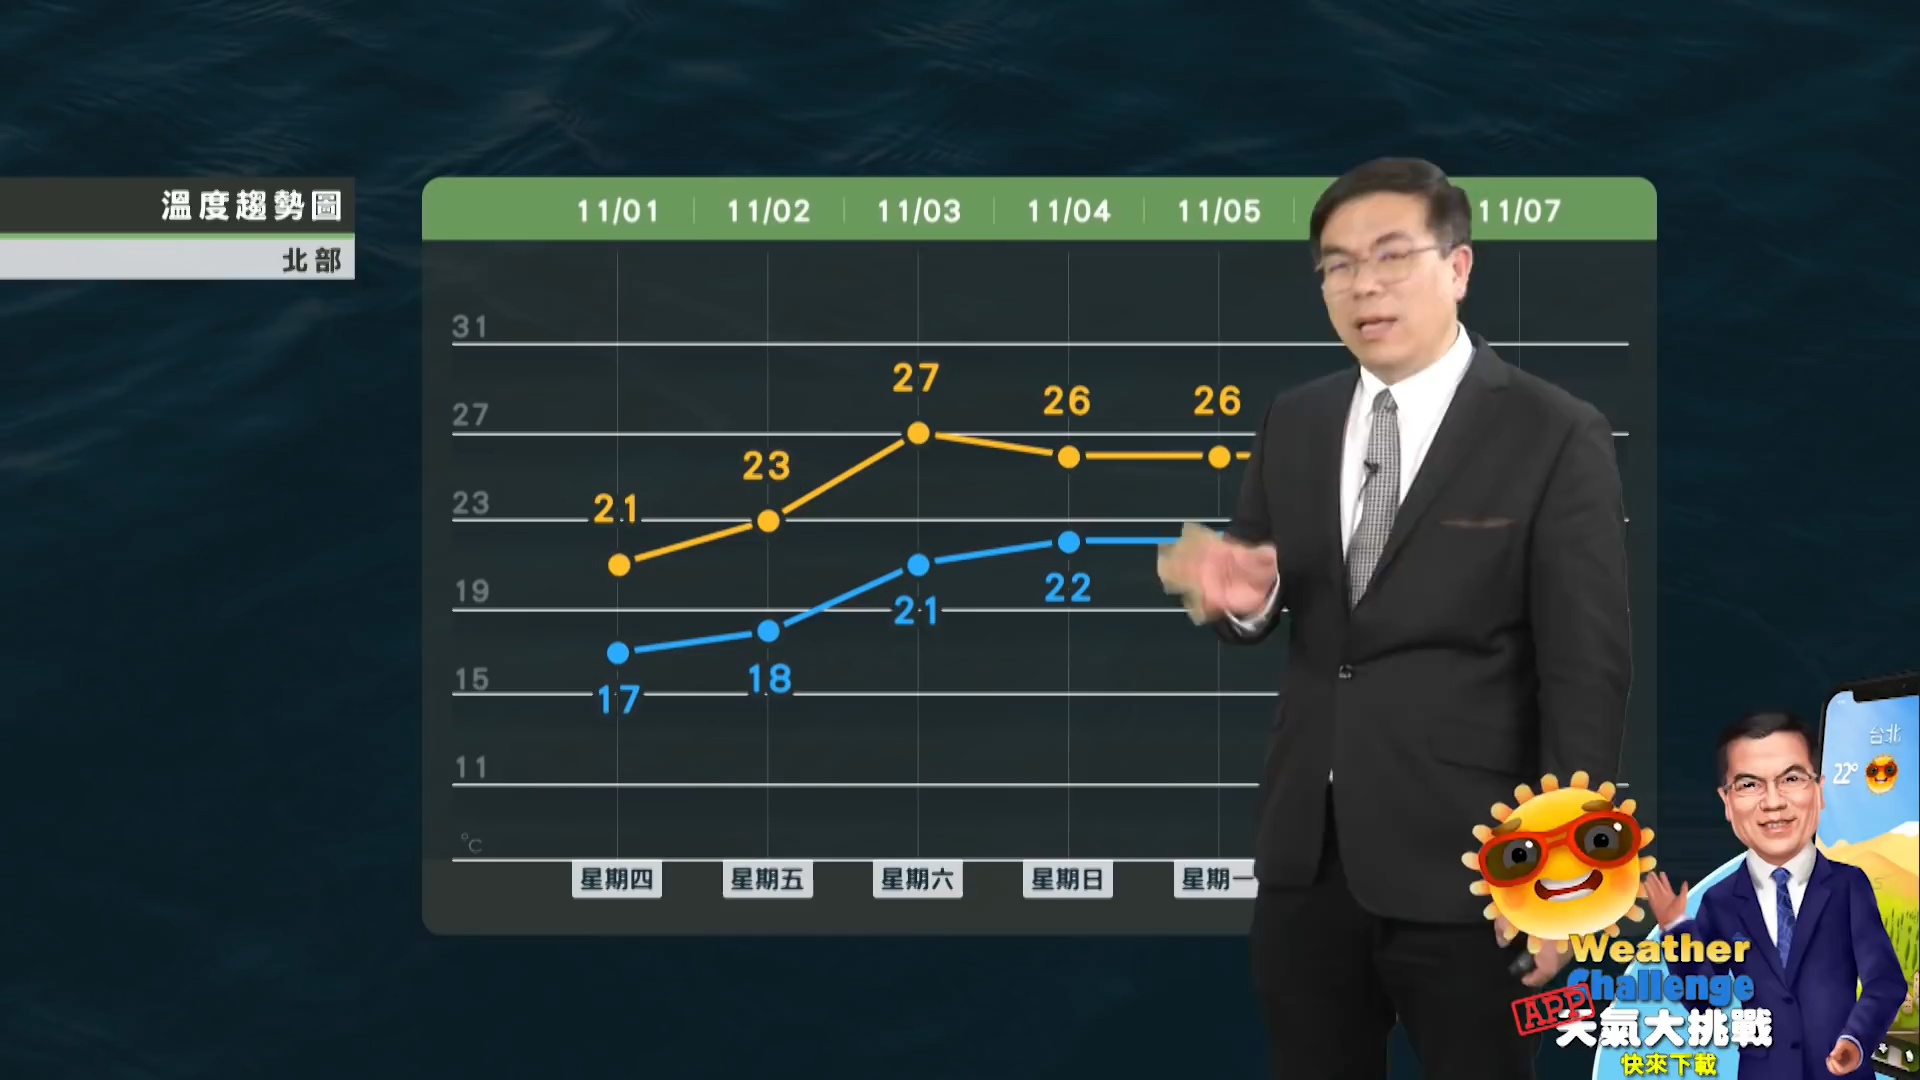 溫度趨勢圖
北部
11/01 11/02 11/03 11/04 11/05 11/07
31
27
23
19
15
11
°C
21 23 27 26 26
17 18 21 22
星期四 星期五 星期六 星期日 星期一
台北
22°
Weather
Challenge
APP
天氣大挑戰
快來下載